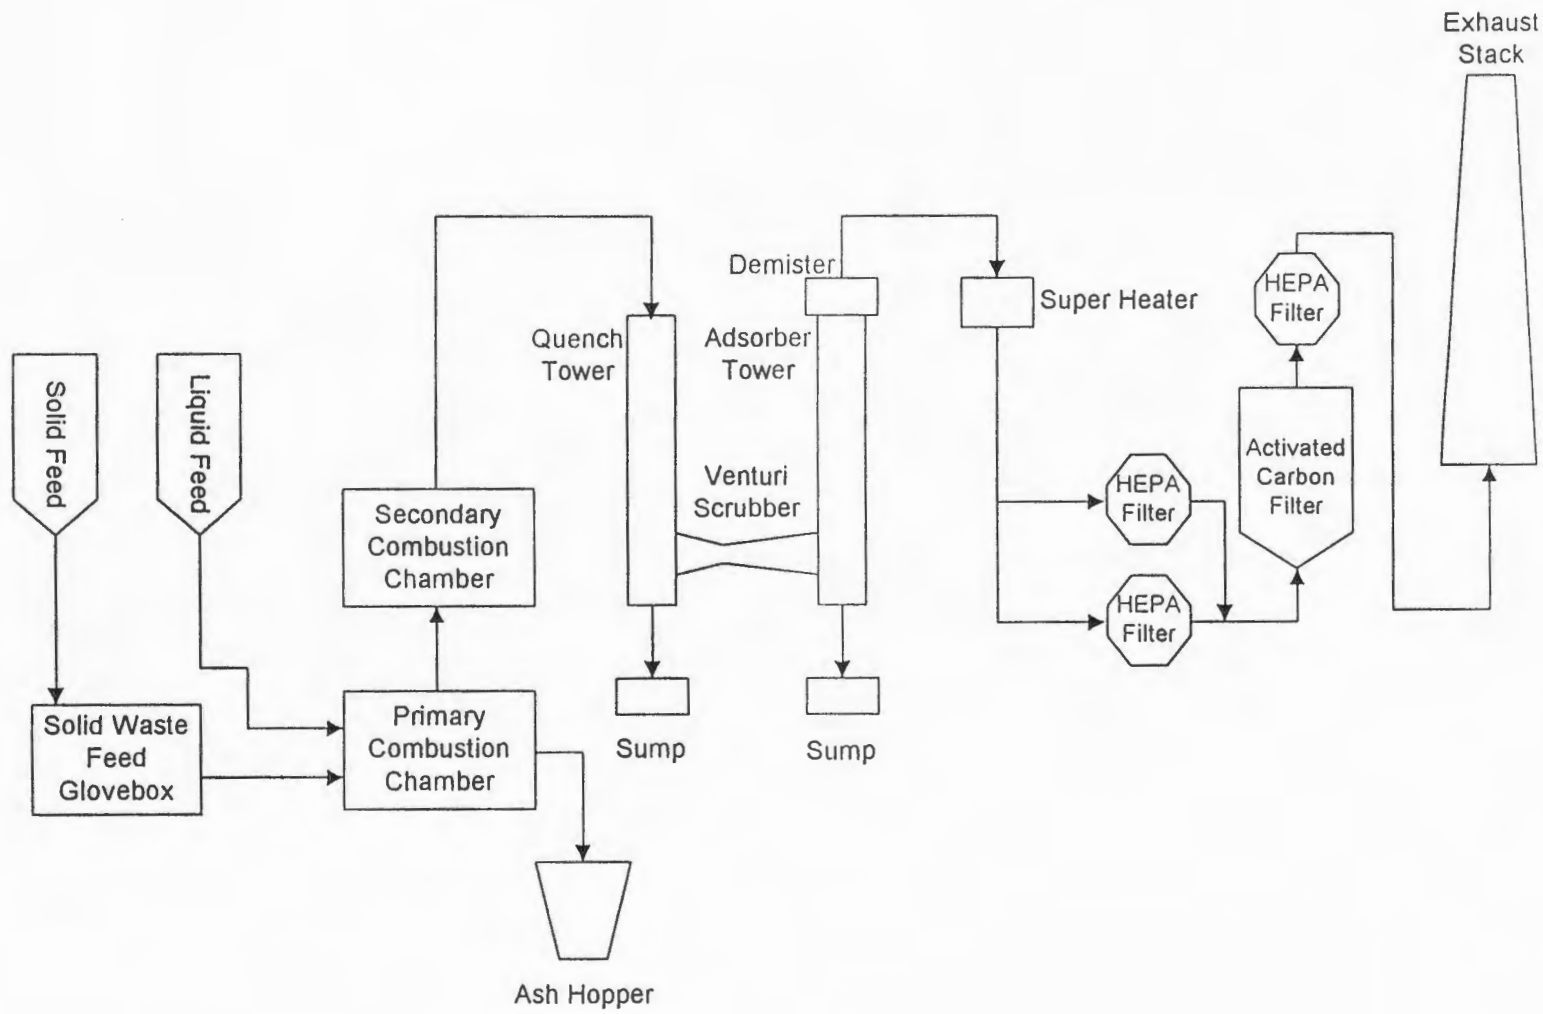 Exhaust
Stack
Demister
HEPA
Filter
Super Heater
Quench
Tower
Adsorber
Tower
Solid Feed
Liquid Feed
Activated
Carbon
Filter
Venturi
Scrubber
HEPA
Filter
Secondary
Combustion
Chamber
HEPA
Filter
Solid Waste
Feed
Glovebox
Primary
Combustion
Chamber
Sump
Sump
Ash Hopper